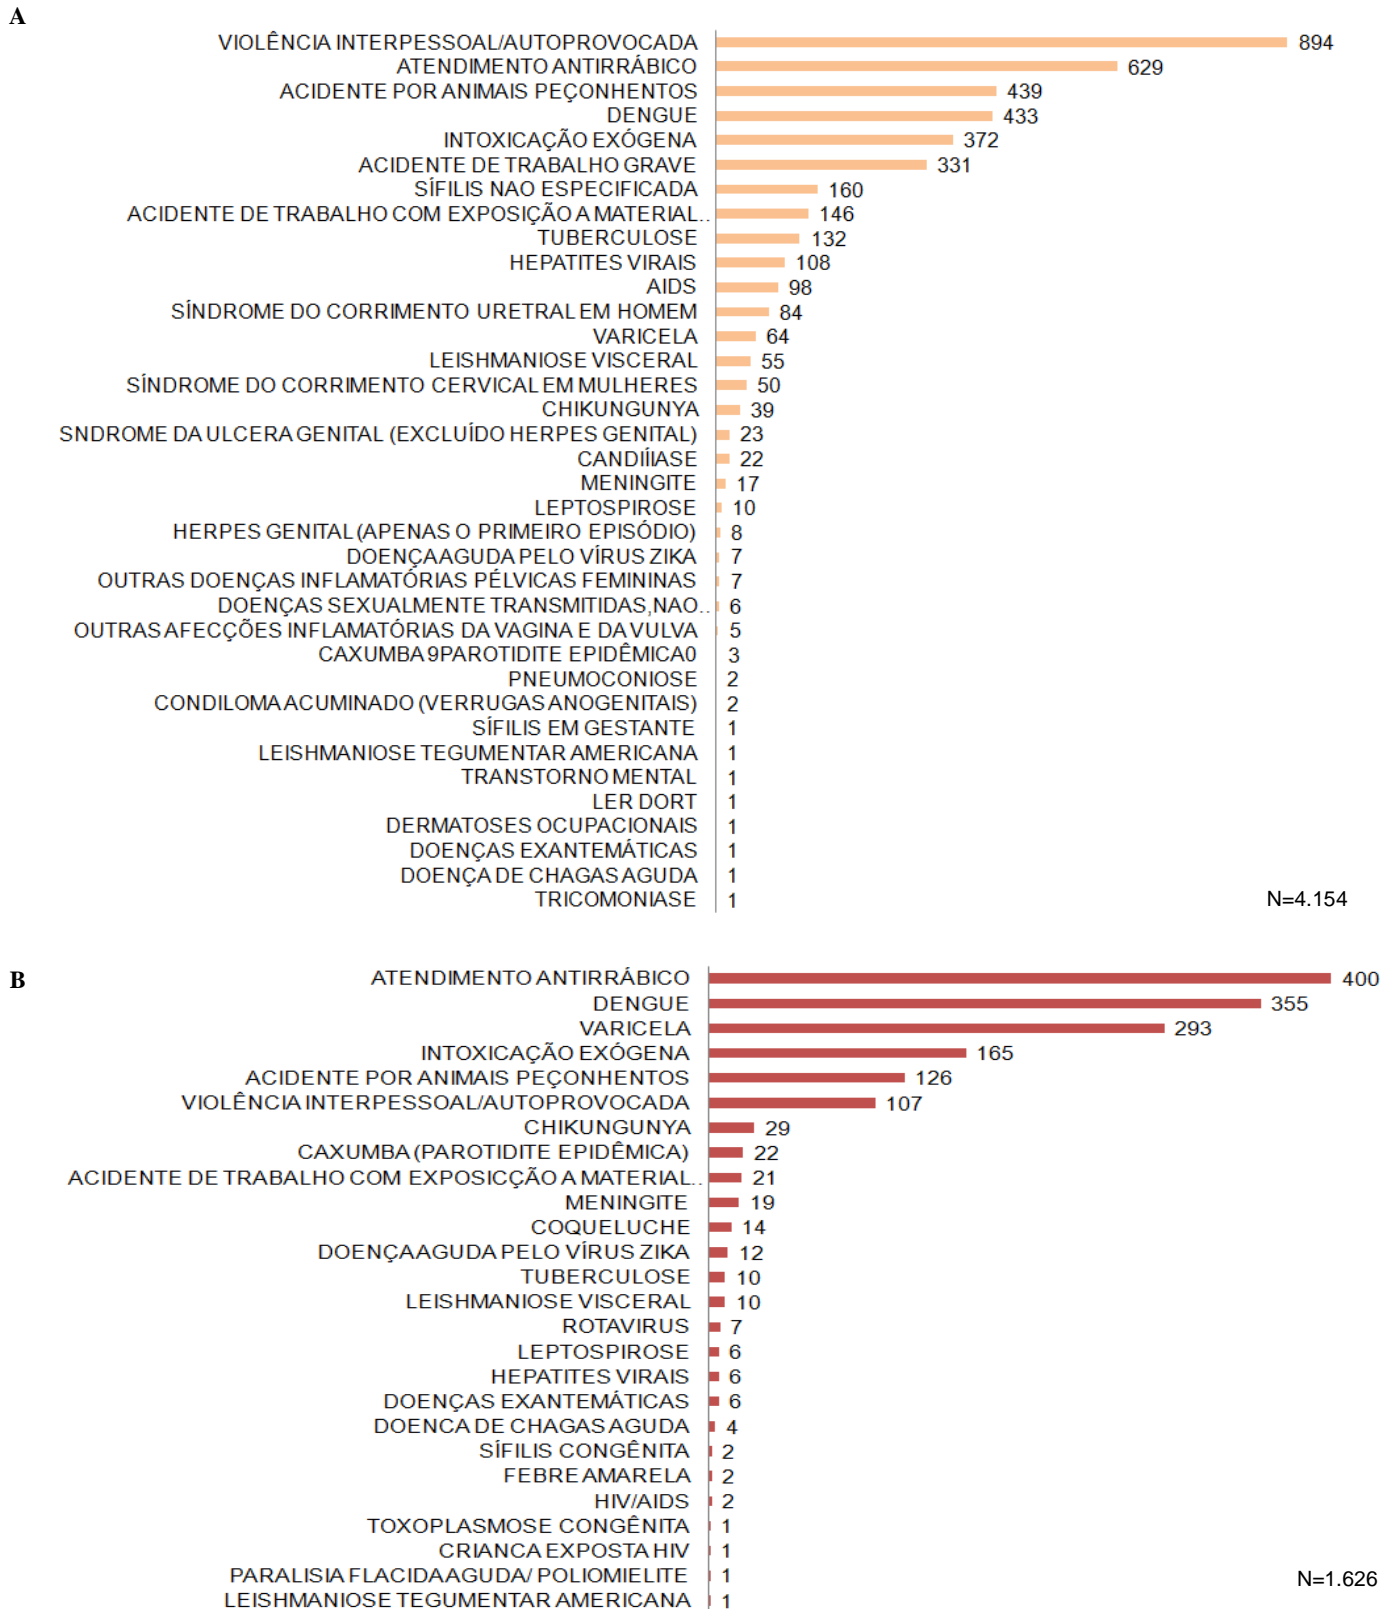 A
VIOLÊNCIA INTERPESSOAL/AUTOPROVOCADA 894
ATENDIMENTO ANTIRRÁBICO 629
ACIDENTE POR ANIMAIS PEÇONHENTOS 439
DENGUE 433
INTOXICAÇÃO EXÓGENA 372
ACIDENTE DE TRABALHO GRAVE 331
SÍFILIS NAO ESPECIFICADA 160
ACIDENTE DE TRABALHO COM EXPOSIÇÃO A MATERIAL.. 146
TUBERCULOSE 132
HEPATITES VIRAIS 108
AIDS 98
SÍNDROME DO CORRIMENTO URETRAL EM HOMEM 84
VARICELA 64
LEISHMANIOSE VISCERAL 55
SÍNDROME DO CORRIMENTO CERVICAL EM MULHERES 50
CHIKUNGUNYA 39
SNDROME DA ULCERA GENITAL (EXCLUÍDO HERPES GENITAL) 23
CANDIÍIASE 22
MENINGITE 17
LEPTOSPIROSE 10
HERPES GENITAL (APENAS O PRIMEIRO EPISÓDIO) 8
DOENÇA AGUDA PELO VÍRUS ZIKA 7
OUTRAS DOENÇAS INFLAMATÓRIAS PÉLVICAS FEMININAS 7
DOENÇAS SEXUALMENTE TRANSMITIDAS,NAO.. 6
OUTRAS AFECÇÕES INFLAMATÓRIAS DA VAGINA E DA VULVA 5
CAXUMBA 9PAROTIDITE EPIDÊMICA0 3
PNEUMOCONIOSE 2
CONDILOMA ACUMINADO (VERRUGAS ANOGENITAIS) 2
SÍFILIS EM GESTANTE 1
LEISHMANIOSE TEGUMENTAR AMERICANA 1
TRANSTORNO MENTAL 1
LER DORT 1
DERMATOSES OCUPACIONAIS 1
DOENÇAS EXANTEMÁTICAS 1
DOENÇA DE CHAGAS AGUDA 1
TRICOMONIASE 1
N=4.154
B
ATENDIMENTO ANTIRRÁBICO 400
DENGUE 355
VARICELA 293
INTOXICAÇÃO EXÓGENA 165
ACIDENTE POR ANIMAIS PEÇONHENTOS 126
VIOLÊNCIA INTERPESSOAL/AUTOPROVOCADA 107
CHIKUNGUNYA 29
CAXUMBA (PAROTIDITE EPIDÊMICA) 22
ACIDENTE DE TRABALHO COM EXPOSICÇÃO A MATERIAL.. 21
MENINGITE 19
COQUELUCHE 14
DOENÇA AGUDA PELO VÍRUS ZIKA 12
TUBERCULOSE 10
LEISHMANIOSE VISCERAL 10
ROTAVIRUS 7
LEPTOSPIROSE 6
HEPATITES VIRAIS 6
DOENÇAS EXANTEMÁTICAS 6
DOENCA DE CHAGAS AGUDA 4
SÍFILIS CONGÊNITA 2
FEBRE AMARELA 2
HIV/AIDS 2
TOXOPLASMOSE CONGÊNITA 1
CRIANCA EXPOSTA HIV 1
PARALISIA FLACIDA AGUDA/ POLIOMIELITE 1
N=1.626
LEISHMANIOSE TEGUMENTAR AMERICANA 1